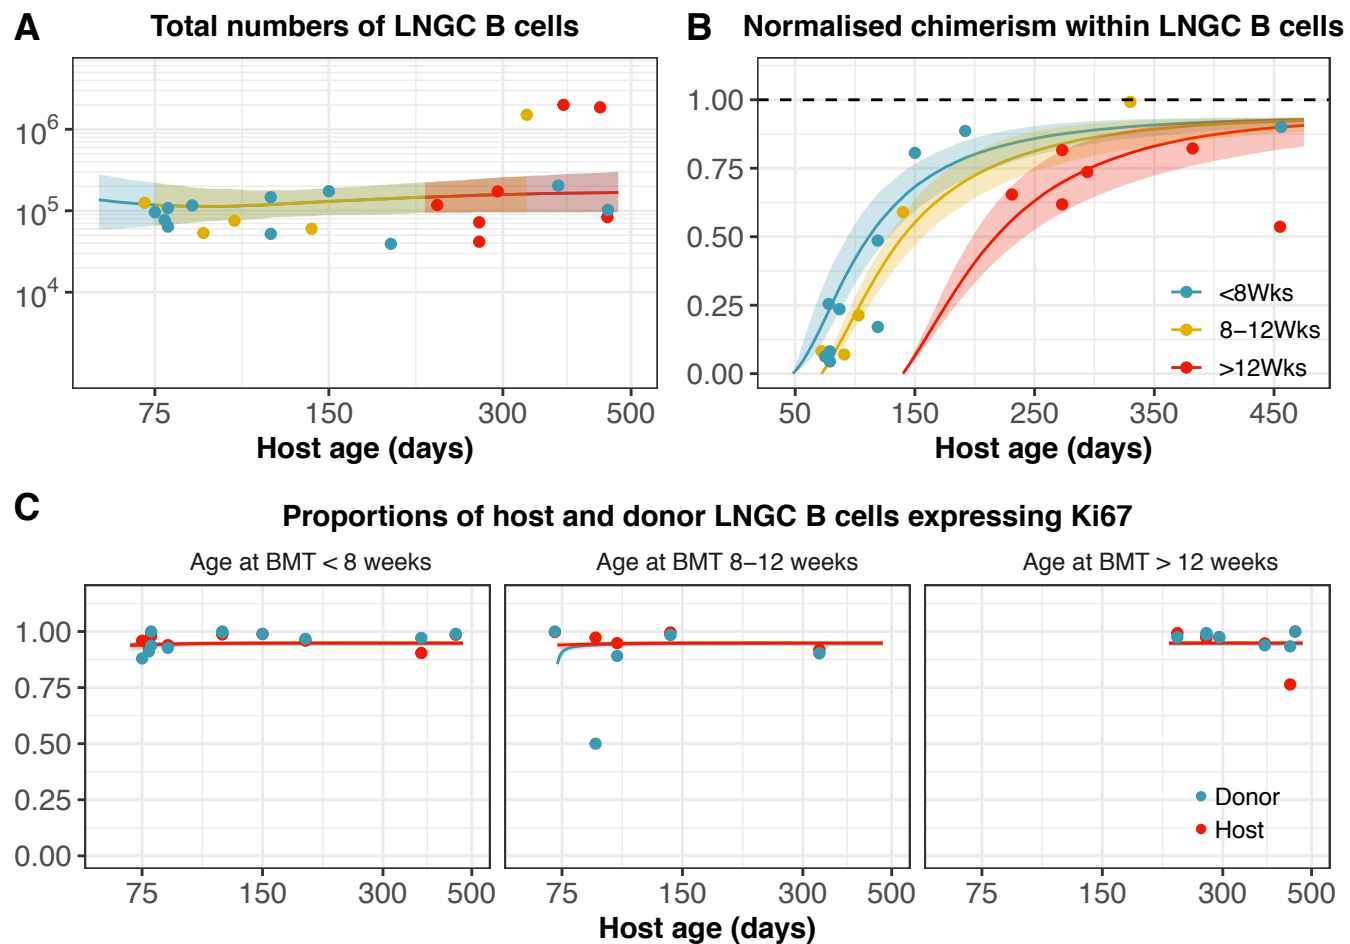 A Total numbers of LNGC B cells
10^6
10^5
10^4
75 150 300 500
Host age (days)
B Normalised chimerism within LNGC B cells
1.00
0.75
0.50
0.25
0.00
<8Wks
8−12Wks
>12Wks
50 150 250 350 450
Host age (days)
C Proportions of host and donor LNGC B cells expressing Ki67
Age at BMT < 8 weeks Age at BMT 8−12 weeks Age at BMT > 12 weeks
1.00
0.75
0.50
0.25
0.00
Donor
Host
75 150 300 500 75 150 300 500 75 150 300 500
Host age (days)